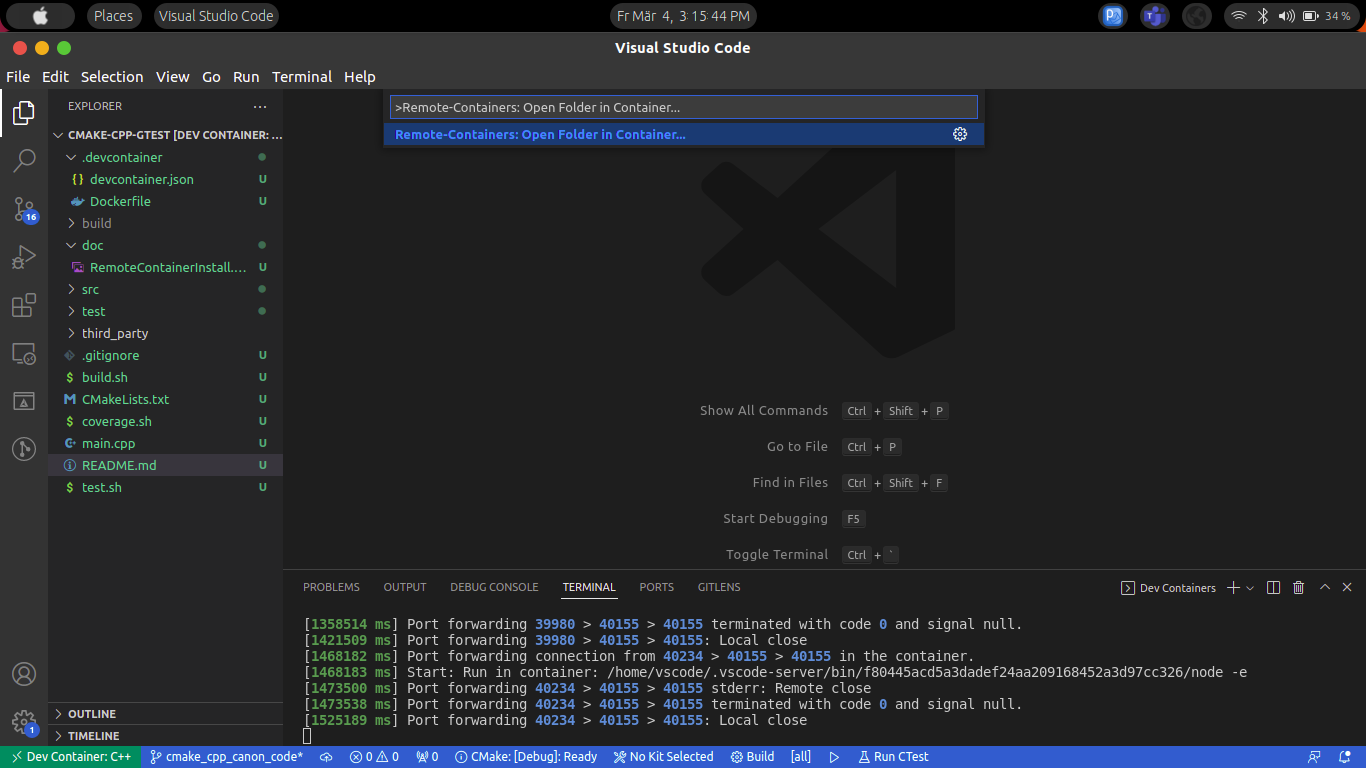 Places
Visual Studio Code
Fr Mär 4, 3:15:44 PM
34 %
Visual Studio Code
File Edit Selection View Go Run Terminal Help
EXPLORER
>Remote-Containers: Open Folder in Container...
Remote-Containers: Open Folder in Container...
CMAKE-CPP-GTEST [DEV CONTAINER: ...
.devcontainer
{} devcontainer.json U
Dockerfile U
build
doc
RemoteContainerInstall.... U
src
test
third_party
.gitignore U
$ build.sh U
M CMakeLists.txt U
$ coverage.sh U
main.cpp U
README.md U
$ test.sh U
16
Show All Commands Ctrl + Shift + P
Go to File Ctrl + P
Find in Files Ctrl + Shift + F
Start Debugging F5
Toggle Terminal Ctrl + `
PROBLEMS OUTPUT DEBUG CONSOLE TERMINAL PORTS GITLENS
Dev Containers
[1358514 ms] Port forwarding 39980 > 40155 > 40155 terminated with code 0 and signal null.
[1421509 ms] Port forwarding 39980 > 40155 > 40155: Local close
[1468182 ms] Port forwarding connection from 40234 > 40155 > 40155 in the container.
[1468183 ms] Start: Run in container: /home/vscode/.vscode-server/bin/f80445acd5a3dadef24aa209168452a3d97cc326/node -e
[1473500 ms] Port forwarding 40234 > 40155 > 40155 stderr: Remote close
[1473538 ms] Port forwarding 40234 > 40155 > 40155 terminated with code 0 and signal null.
[1525189 ms] Port forwarding 40234 > 40155 > 40155: Local close
OUTLINE
TIMELINE
1
Dev Container: C++ cmake_cpp_canon_code* 0 0 0 CMake: [Debug]: Ready No Kit Selected Build [all] Run CTest